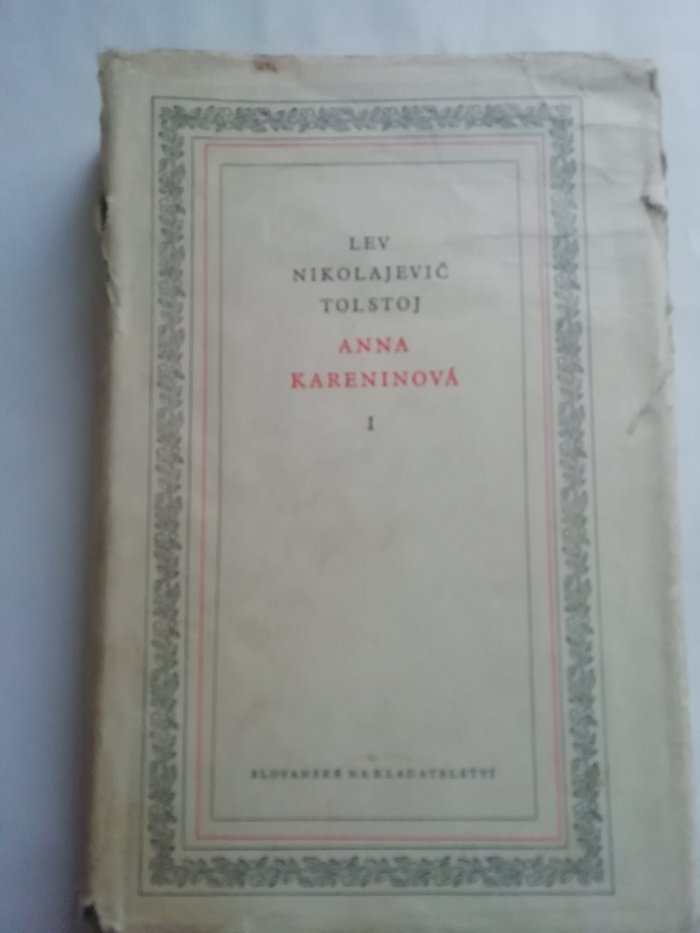 LEV
NIKOLAJEVIČ
TOLSTOJ
ANNA
KARENINOVÁ
I
SLOVANSKÉ NAKLADATELSTVÍ